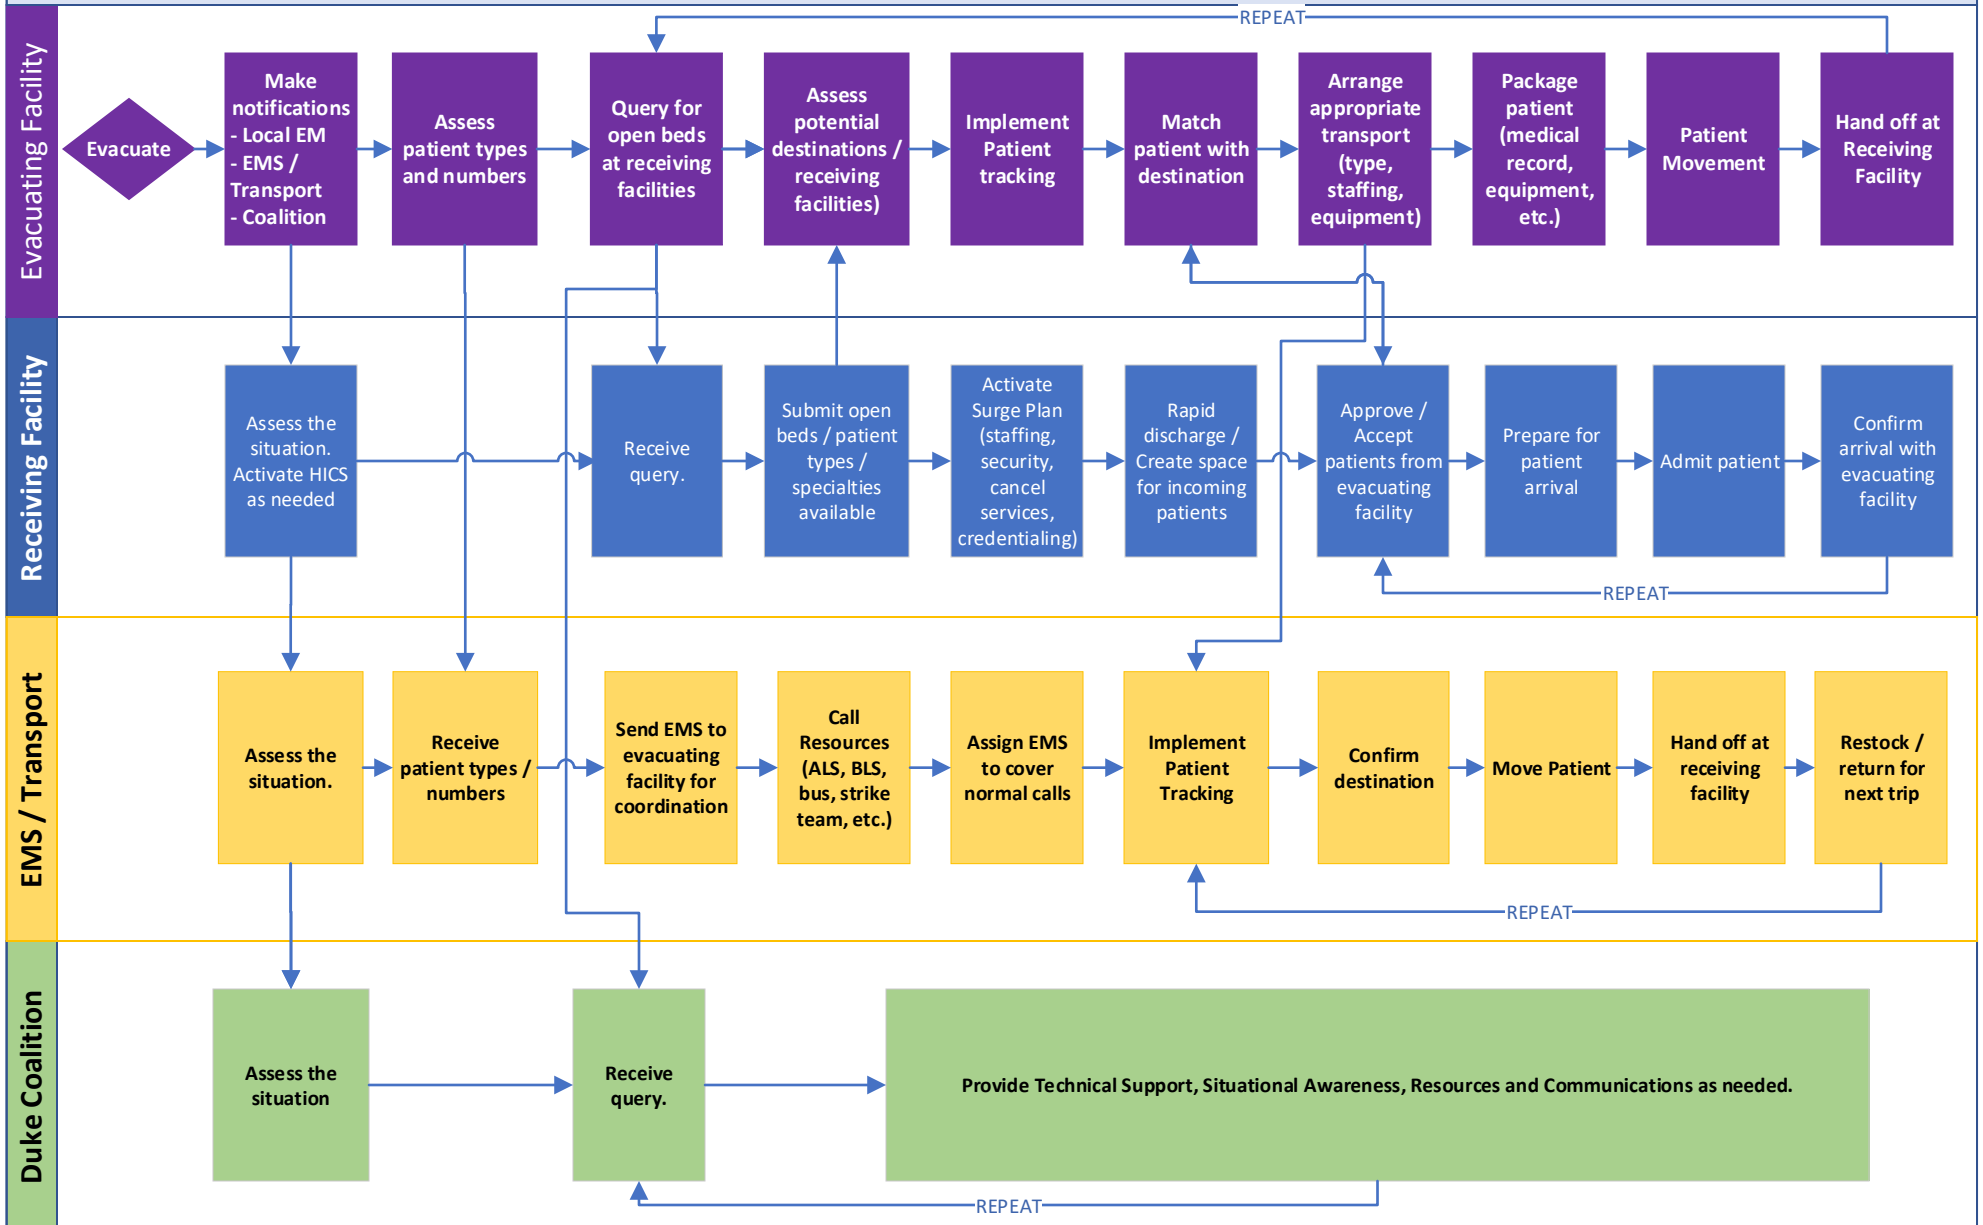 REPEAT
Evacuating Facility
Evacuate
Make
notifications
- Local EM
- EMS /
Transport
- Coalition
Assess
patient types
and numbers
Query for
open beds
at receiving
facilities
Assess
potential
destinations /
receiving
facilities)
Implement
Patient
tracking
Match
patient with
destination
Arrange
appropriate
transport
(type,
staffing,
equipment)
Package
patient
(medical
record,
equipment,
etc.)
Patient
Movement
Hand off at
Receiving
Facility
Receiving Facility
Assess the
situation.
Activate HICS
as needed
Receive
query.
Submit open
beds / patient
types /
specialties
available
Activate
Surge Plan
(staffing,
security,
cancel
services,
credentialing)
Rapid
discharge /
Create space
for incoming
patients
Approve /
Accept
patients from
evacuating
facility
Prepare for
patient
arrival
Admit patient
Confirm
arrival with
evacuating
facility
REPEAT
EMS / Transport
Assess the
situation.
Receive
patient types /
numbers
Send EMS to
evacuating
facility for
coordination
Call
Resources
(ALS, BLS,
bus, strike
team, etc.)
Assign EMS
to cover
normal calls
Implement
Patient
Tracking
Confirm
destination
Move Patient
Hand off at
receiving
facility
Restock /
return for
next trip
REPEAT
Duke Coalition
Assess the
situation
Receive
query.
Provide Technical Support, Situational Awareness, Resources and Communications as needed.
REPEAT